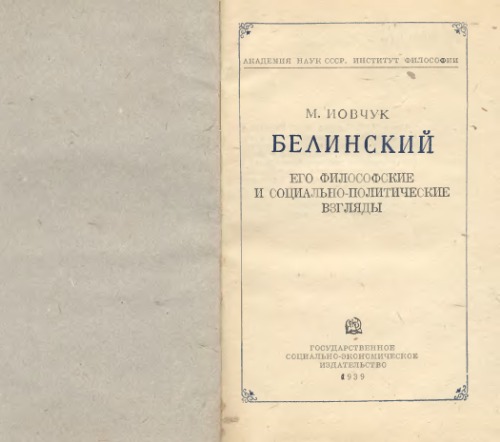 АКАДЕМИЯ НАУК СССР. ИНСТИТУТ ФИЛОСОФИИ
М. ИОВЧУК
БЕЛИНСКИЙ
ЕГО ФИЛОСОФСКИЕ
И СОЦИАЛЬНО-ПОЛИТИЧЕСКИЕ
ВЗГЛЯДЫ
ГОСУДАРСТВЕННОЕ
СОЦИАЛЬНО-ЭКОНОМИЧЕСКОЕ
ИЗДАТЕЛЬСТВО
1939